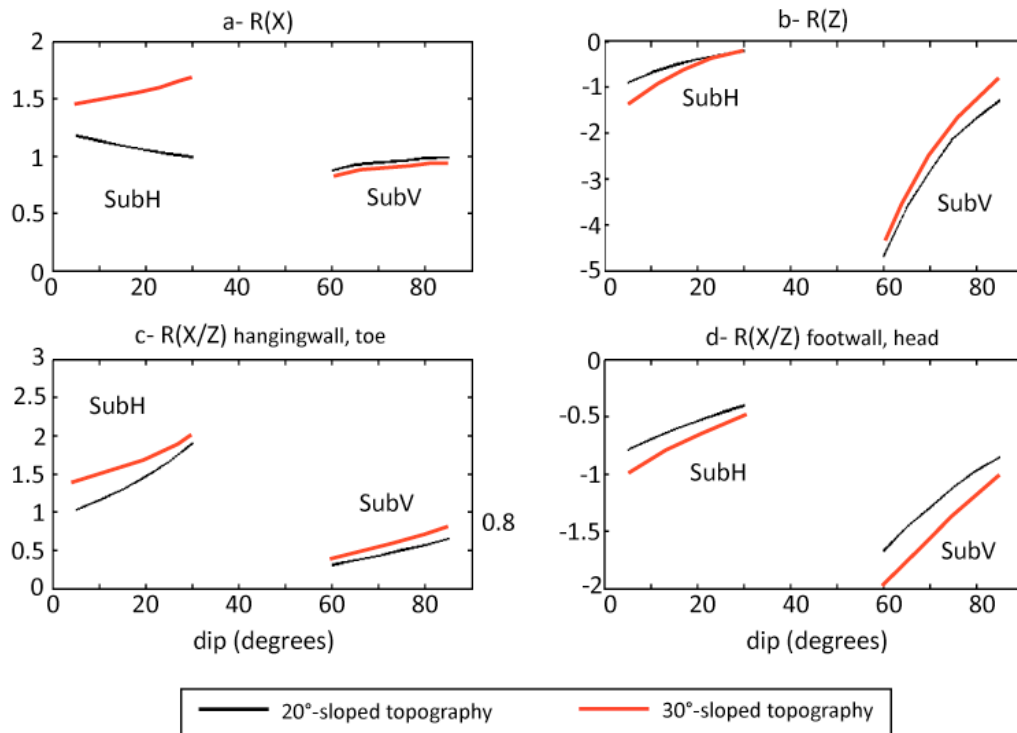 a- R(X)
2
1.5
1
0.5
0
SubH
SubV
0 20 40 60 80
b- R(Z)
0
-1
-2
-3
-4
-5
SubH
SubV
0 20 40 60 80
c- R(X/Z) hangingwall, toe
3
2.5
2
1.5
1
0.5
0
SubH
SubV
0.8
0 20 40 60 80
dip (degrees)
d- R(X/Z) footwall, head
0
-0.5
-1
-1.5
-2
SubH
SubV
0 20 40 60 80
dip (degrees)
20°-sloped topography 30°-sloped topography